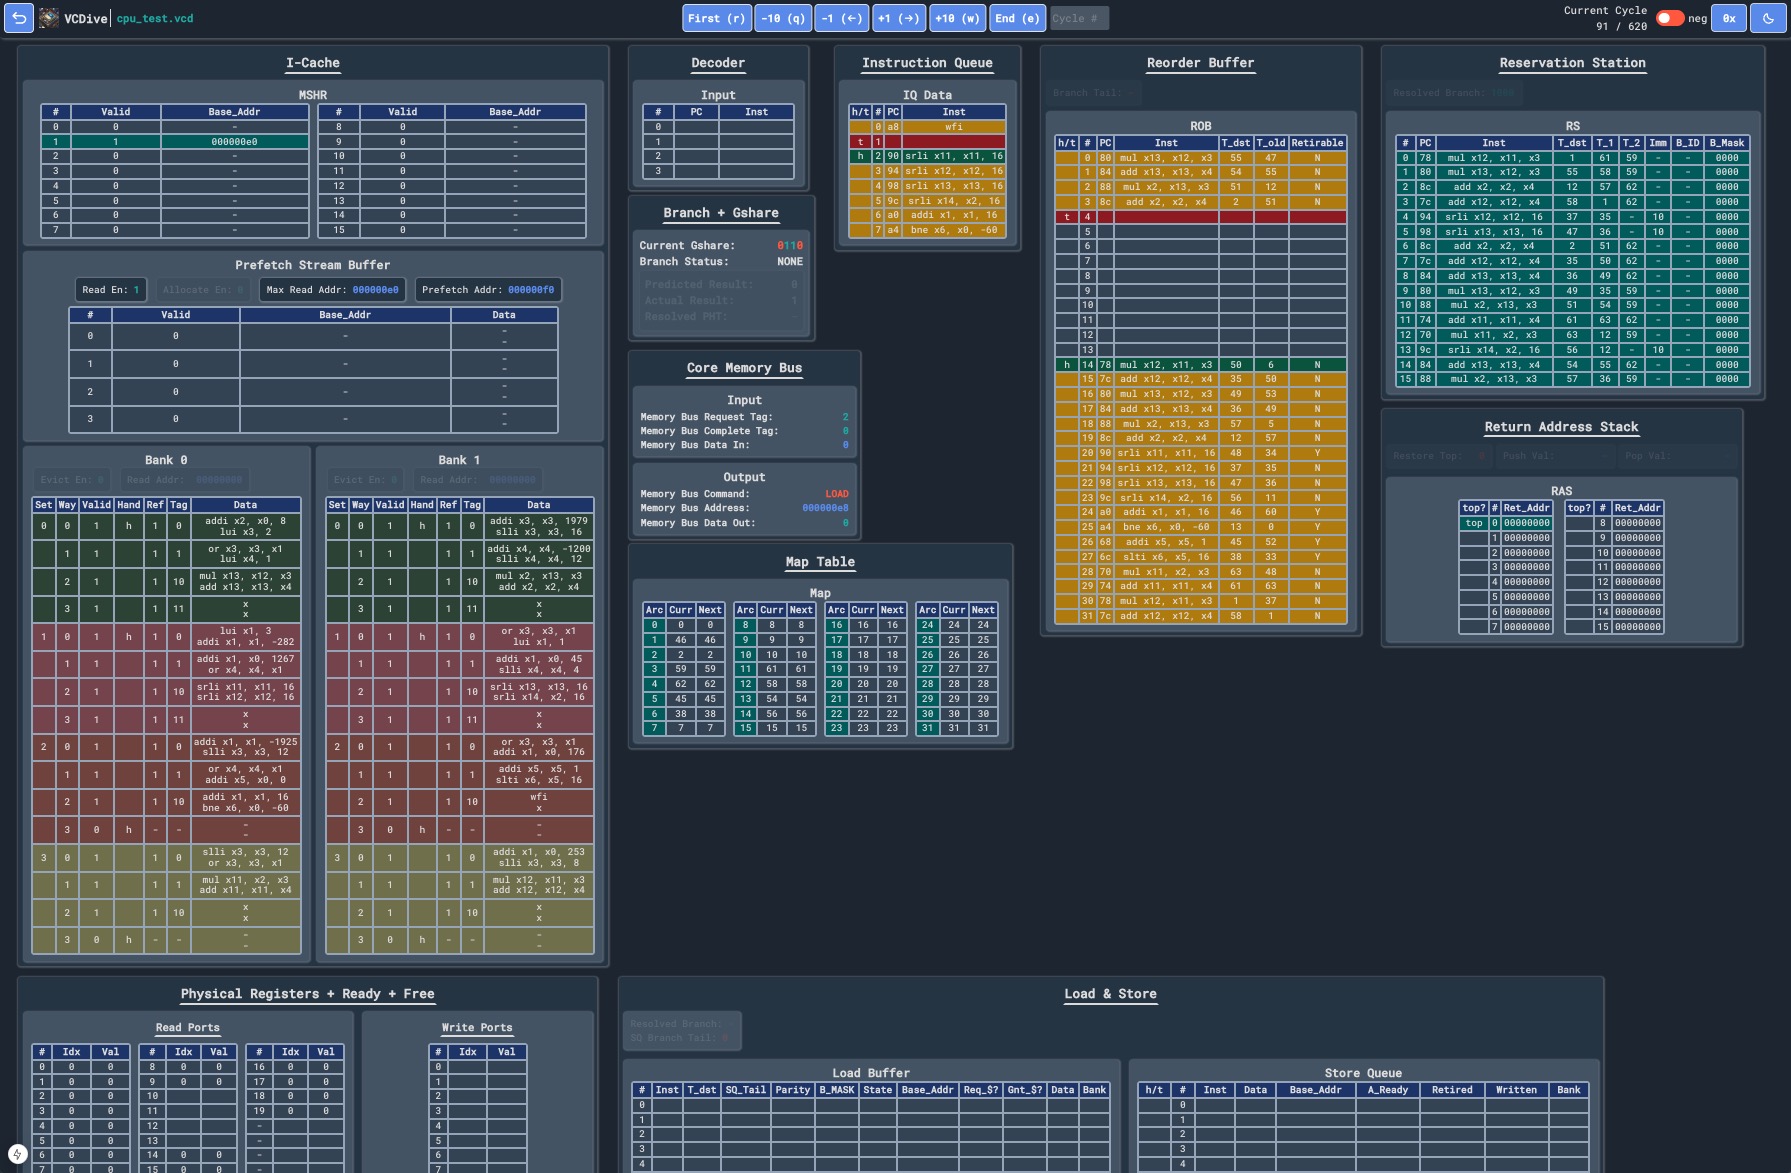 VCDive cpu_test.vcd
First (r) -10 (q) -1 (←) +1 (→) +10 (w) End (e) Cycle #
Current Cycle
91 / 620
neg 0x
I-Cache
MSHR
# Valid Base_Addr # Valid Base_Addr
0 0 - 8 0 -
1 1 000000e0 9 0 -
2 0 - 10 0 -
3 0 - 11 0 -
4 0 - 12 0 -
5 0 - 13 0 -
6 0 - 14 0 -
7 0 - 15 0 -
Prefetch Stream Buffer
Read En: 1 Allocate En: 0 Max Read Addr: 000000e0 Prefetch Addr: 000000f0
# Valid Base_Addr Data
0 0 - -
-
1 0 - -
-
2 0 - -
-
3 0 - -
-
Bank 0
Evict En: 0 Read Addr: 00000000
Set Way Valid Hand Ref Tag Data
0 0 1 h 1 0 addi x2, x0, 8
lui x3, 2
1 1 1 1 or x3, x3, x1
lui x4, 1
2 1 1 10 mul x13, x12, x3
add x13, x13, x4
3 1 1 11 x
x
1 0 1 h 1 0 lui x1, 3
addi x1, x1, -282
1 1 1 1 addi x1, x0, 1267
or x4, x4, x1
2 1 1 10 srli x11, x11, 16
srli x12, x12, 16
3 1 1 11 x
x
2 0 1 1 0 addi x1, x1, -1925
slli x3, x3, 12
1 1 1 1 or x4, x4, x1
addi x5, x0, 0
2 1 1 10 addi x1, x1, 16
bne x6, x0, -60
3 0 h - - -
-
3 0 1 1 0 slli x3, x3, 12
or x3, x3, x1
1 1 1 1 mul x11, x2, x3
add x11, x11, x4
2 1 1 10 x
x
3 0 h - - -
-
Bank 1
Evict En: 0 Read Addr: 00000000
Set Way Valid Hand Ref Tag Data
0 0 1 h 1 0 addi x3, x3, 1979
slli x3, x3, 16
1 1 1 1 addi x4, x4, -1200
slli x4, x4, 12
2 1 1 10 mul x2, x13, x3
add x2, x2, x4
3 1 1 11 x
x
1 0 1 h 1 0 or x3, x3, x1
lui x1, 1
1 1 1 1 addi x1, x0, 45
slli x4, x4, 4
2 1 1 10 srli x13, x13, 16
srli x14, x2, 16
3 1 1 11 x
x
2 0 1 1 0 or x3, x3, x1
addi x1, x0, 176
1 1 1 1 addi x5, x5, 1
slti x6, x5, 16
2 1 1 10 wfi
x
3 0 h - - -
-
3 0 1 1 0 addi x1, x0, 253
slli x3, x3, 8
1 1 1 1 mul x12, x11, x3
add x12, x12, x4
2 1 1 10 x
x
3 0 h - - -
-
Decoder
Input
# PC Inst
0
1
2
3
Branch + Gshare
Current Gshare: 0110
Branch Status: NONE
Predicted Result: 0
Actual Result: 1
Resolved PHT: -
Core Memory Bus
Input
Memory Bus Request Tag: 2
Memory Bus Complete Tag: 0
Memory Bus Data In: 0
Output
Memory Bus Command: LOAD
Memory Bus Address: 000000e8
Memory Bus Data Out: 0
Instruction Queue
IQ Data
h/t # PC Inst
0 a8 wfi
t 1
h 2 90 srli x11, x11, 16
3 94 srli x12, x12, 16
4 98 srli x13, x13, 16
5 9c srli x14, x2, 16
6 a0 addi x1, x1, 16
7 a4 bne x6, x0, -60
Map Table
Map
Arc Curr Next Arc Curr Next Arc Curr Next Arc Curr Next
0 0 0 8 8 8 16 16 16 24 24 24
1 46 46 9 9 9 17 17 17 25 25 25
2 2 2 10 10 10 18 18 18 26 26 26
3 59 59 11 61 61 19 19 19 27 27 27
4 62 62 12 58 58 20 20 20 28 28 28
5 45 45 13 54 54 21 21 21 29 29 29
6 38 38 14 56 56 22 22 22 30 30 30
7 7 7 15 15 15 23 23 23 31 31 31
Reorder Buffer
Branch Tail: -
ROB
h/t # PC Inst T_dst T_old Retirable
0 80 mul x13, x12, x3 55 47 N
1 84 add x13, x13, x4 54 55 N
2 88 mul x2, x13, x3 51 12 N
3 8c add x2, x2, x4 2 51 N
t 4
5
6
7
8
9
10
11
12
13
h 14 78 mul x12, x11, x3 50 6 N
15 7c add x12, x12, x4 35 50 N
16 80 mul x13, x12, x3 49 53 N
17 84 add x13, x13, x4 36 49 N
18 88 mul x2, x13, x3 57 5 N
19 8c add x2, x2, x4 12 57 N
20 90 srli x11, x11, 16 48 34 Y
21 94 srli x12, x12, 16 37 35 N
22 98 srli x13, x13, 16 47 36 N
23 9c srli x14, x2, 16 56 11 N
24 a0 addi x1, x1, 16 46 60 Y
25 a4 bne x6, x0, -60 13 0 Y
26 68 addi x5, x5, 1 45 52 Y
27 6c slti x6, x5, 16 38 33 Y
28 70 mul x11, x2, x3 63 48 N
29 74 add x11, x11, x4 61 63 N
30 78 mul x12, x11, x3 1 37 N
31 7c add x12, x12, x4 58 1 N
Reservation Station
Resolved Branch: 1000
RS
# PC Inst T_dst T_1 T_2 Imm B_ID B_Mask
0 78 mul x12, x11, x3 1 61 59 - - 0000
1 80 mul x13, x12, x3 55 58 59 - - 0000
2 8c add x2, x2, x4 12 57 62 - - 0000
3 7c add x12, x12, x4 58 1 62 - - 0000
4 94 srli x12, x12, 16 37 35 - 10 - 0000
5 98 srli x13, x13, 16 47 36 - 10 - 0000
6 8c add x2, x2, x4 2 51 62 - - 0000
7 7c add x12, x12, x4 35 50 62 - - 0000
8 84 add x13, x13, x4 36 49 62 - - 0000
9 80 mul x13, x12, x3 49 35 59 - - 0000
10 88 mul x2, x13, x3 51 54 59 - - 0000
11 74 add x11, x11, x4 61 63 62 - - 0000
12 70 mul x11, x2, x3 63 12 59 - - 0000
13 9c srli x14, x2, 16 56 12 - 10 - 0000
14 84 add x13, x13, x4 54 55 62 - - 0000
15 88 mul x2, x13, x3 57 36 59 - - 0000
Return Address Stack
Restore Top: Push Val: Pop Val:
RAS
top? # Ret_Addr top? # Ret_Addr
top 0 00000000 8 00000000
1 00000000 9 00000000
2 00000000 10 00000000
3 00000000 11 00000000
4 00000000 12 00000000
5 00000000 13 00000000
6 00000000 14 00000000
7 00000000 15 00000000
Physical Registers + Ready + Free
Read Ports
# Idx Val # Idx Val # Idx Val
0 0 0 8 0 0 16 0 0
1 0 0 9 0 0 17 0 0
2 0 0 10 18 0 0
3 0 0 11 19 0 0
4 0 0 12 -
5 0 0 13 -
6 0 0 14 0 0 -
7 0 0 15 0 0 -
Write Ports
# Idx Val
0
1
2
3
4
5
6
7
Load & Store
Resolved Branch:
SQ Branch Tail: 0
Load Buffer
# Inst T_dst SQ_Tail Parity B_MASK State Base_Addr Req_$? Gnt_$? Data Bank
0
1
2
3
4
Store Queue
h/t # Inst Data Base_Addr A_Ready Retired Written Bank
0
1
2
3
4